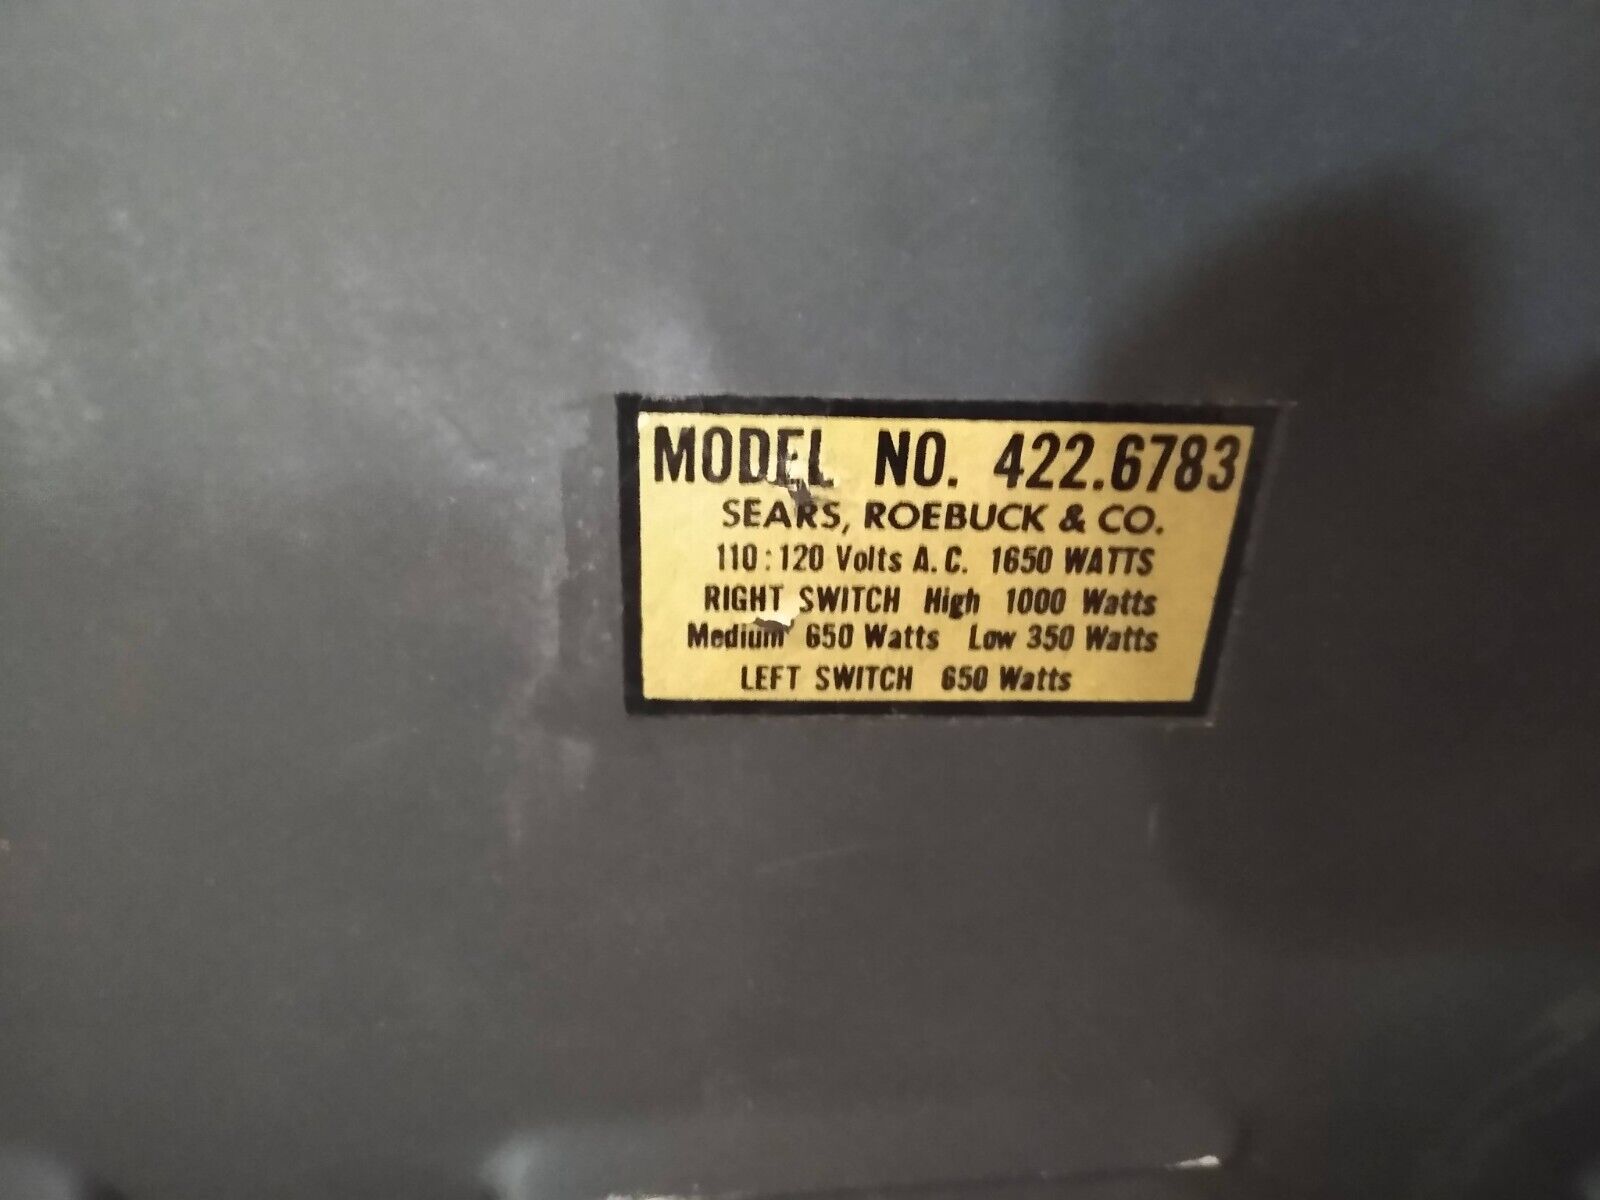 MODEL NO. 422.6783
SEARS, ROEBUCK & CO.
110:120 Volts A.C. 1650 WATTS
RIGHT SWITCH High 1000 Watts
Medium 650 Watts Low 350 Watts
LEFT SWITCH 650 Watts